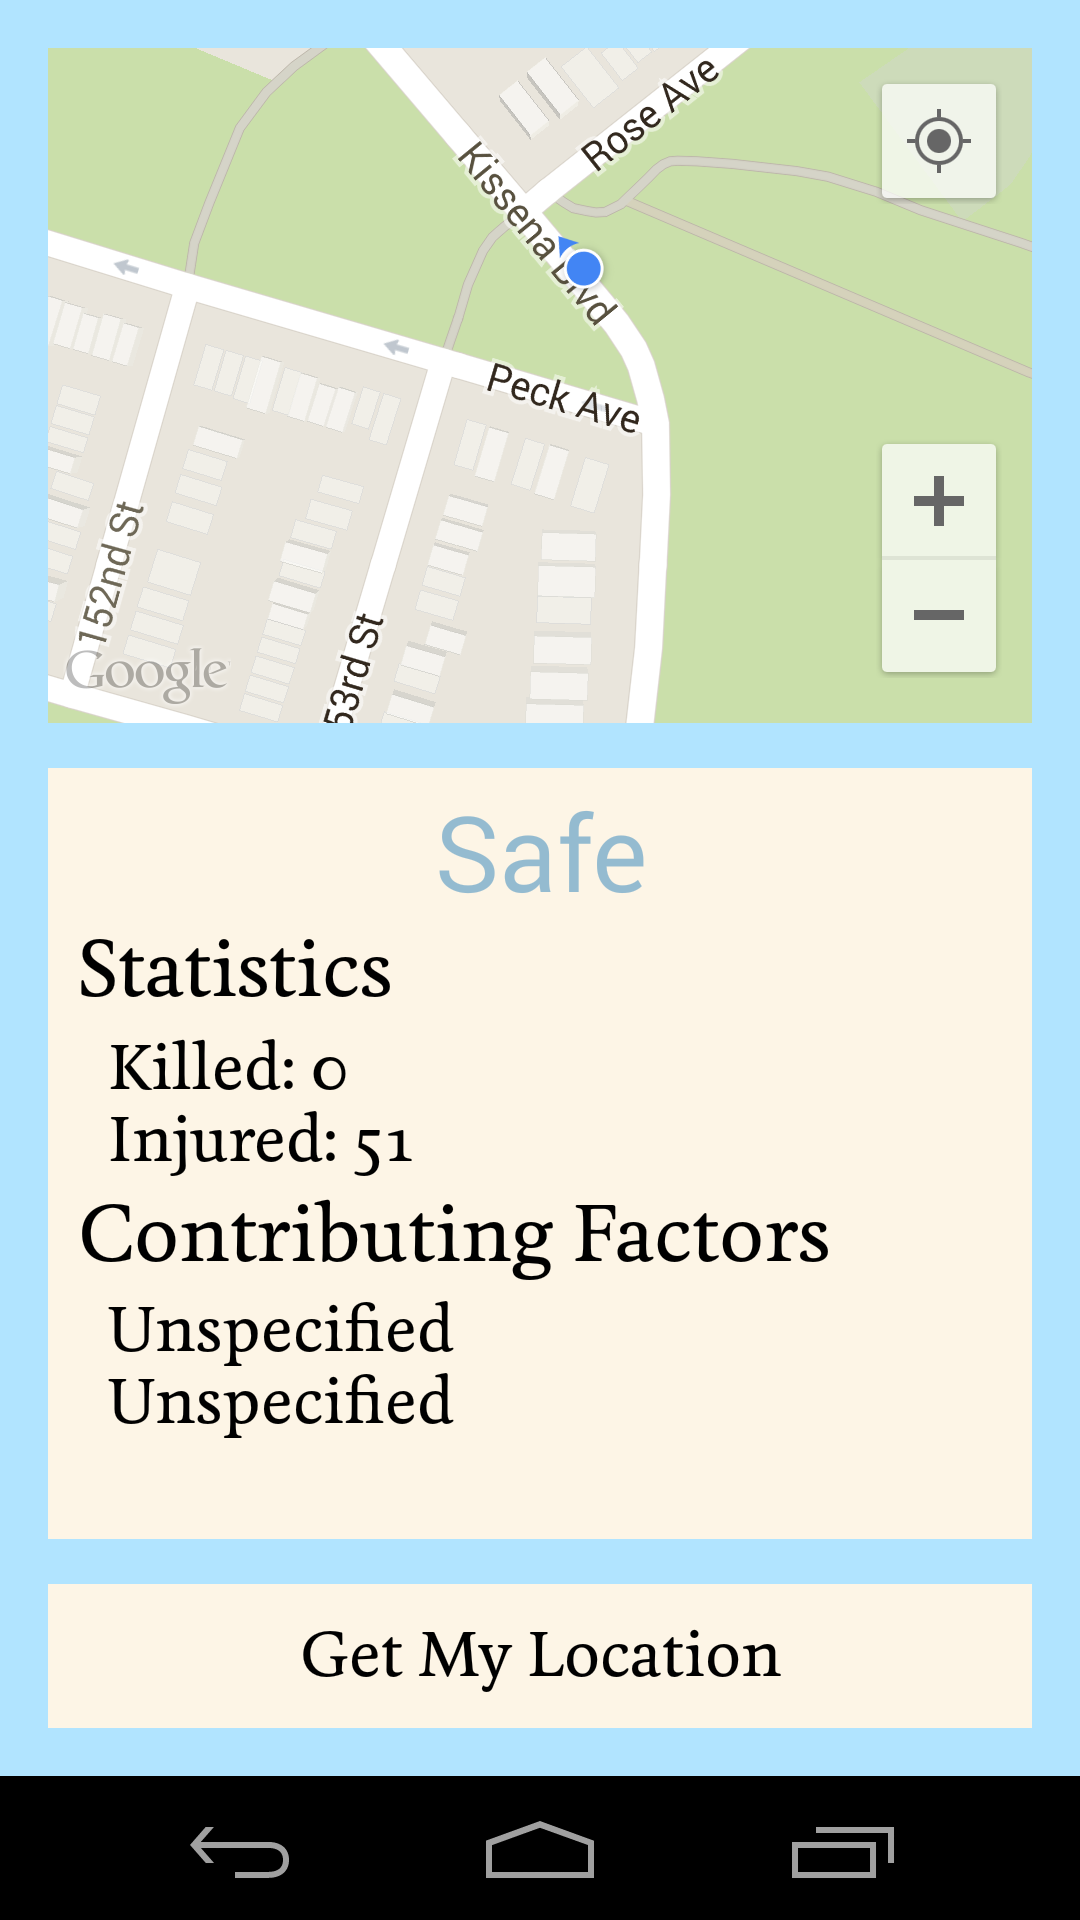 Rose Ave
Kissena Blvd
Peck Ave
152nd St
53rd St
Google
Safe
Statistics
Killed: 0
Injured: 51
Contributing Factors
Unspecified
Unspecified
Get My Location